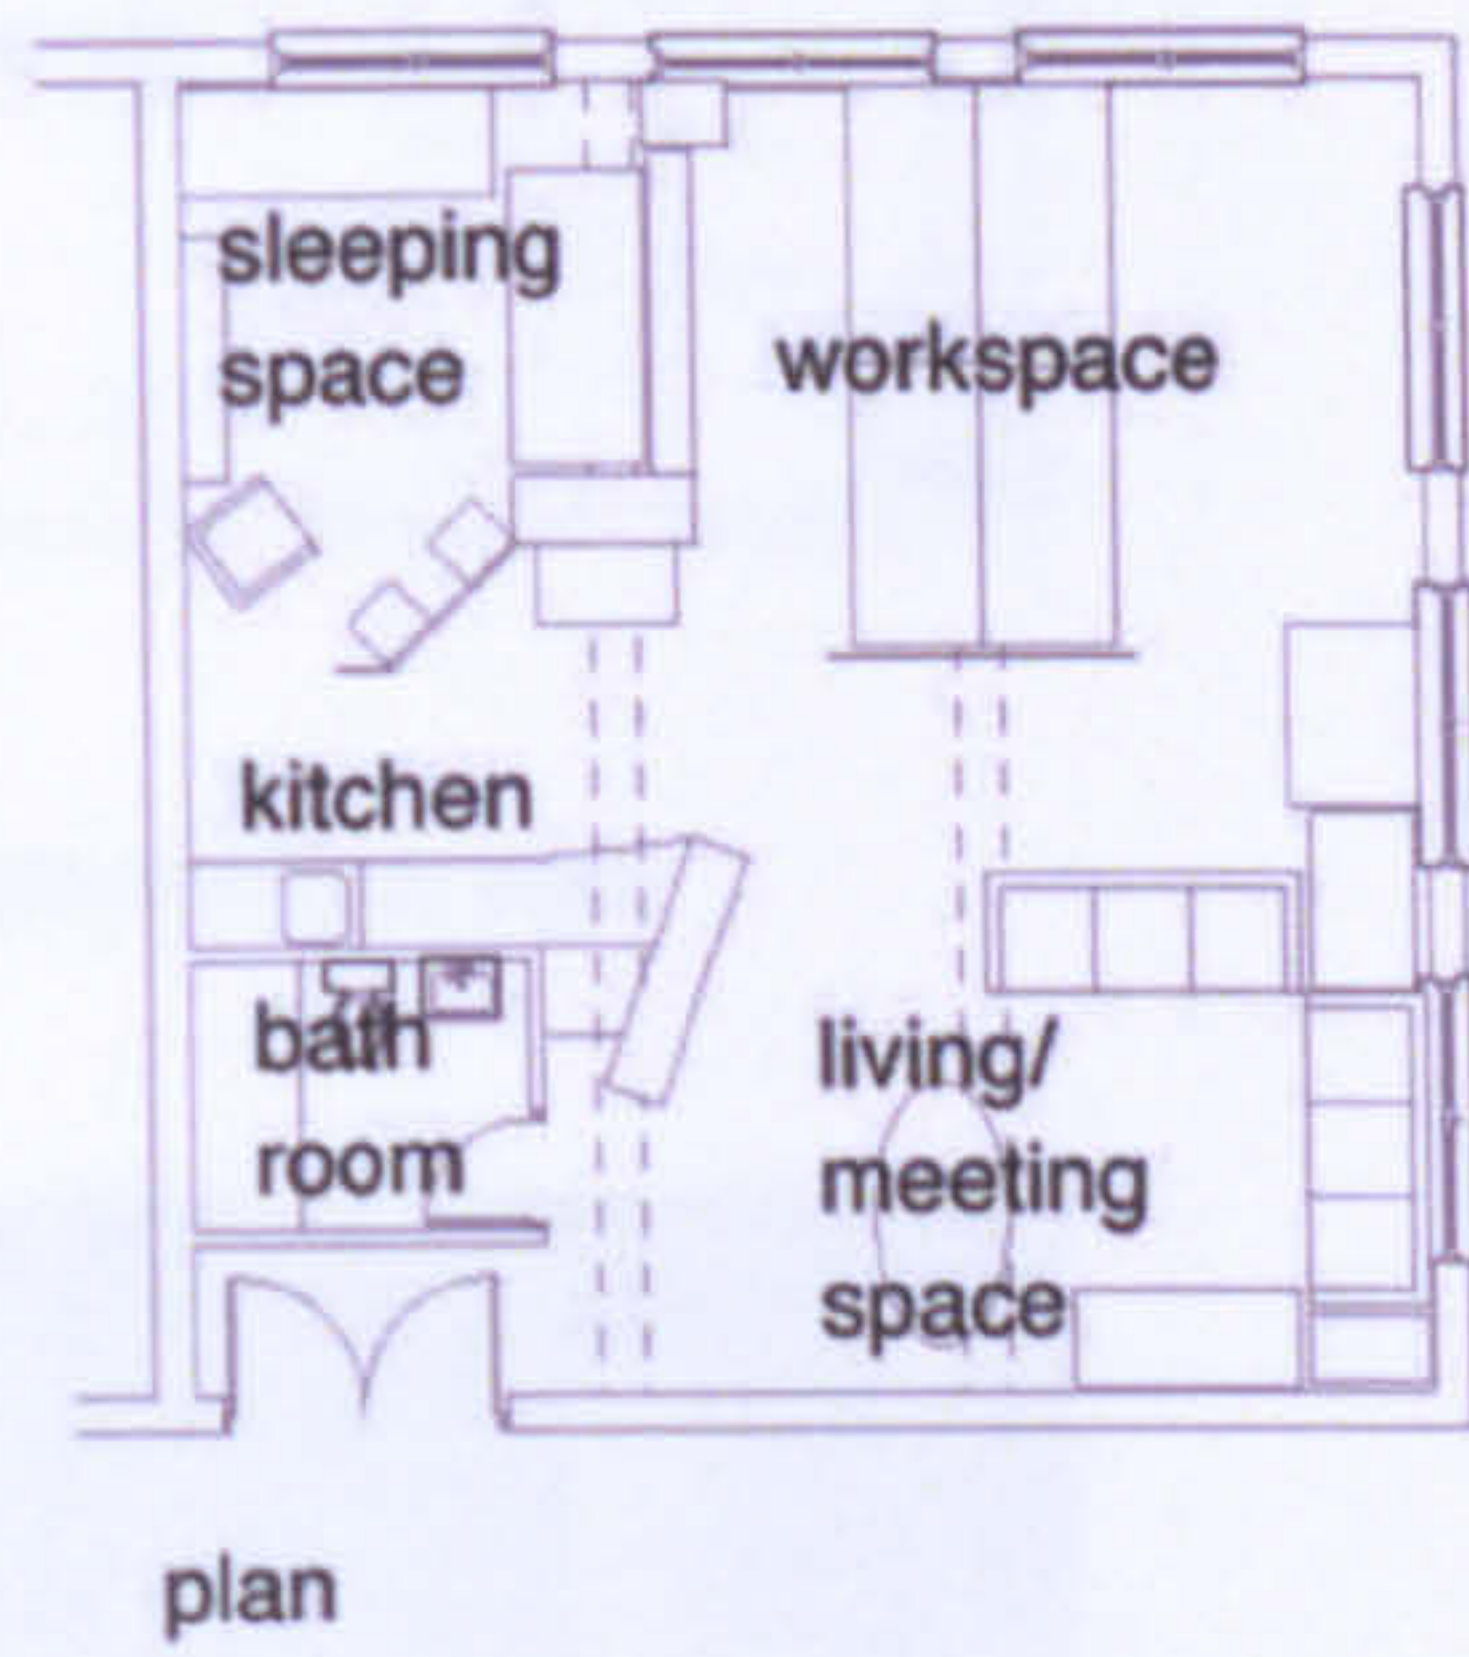 sleeping
space
workspace
kitchen
bath
room
living/
meeting
space
plan